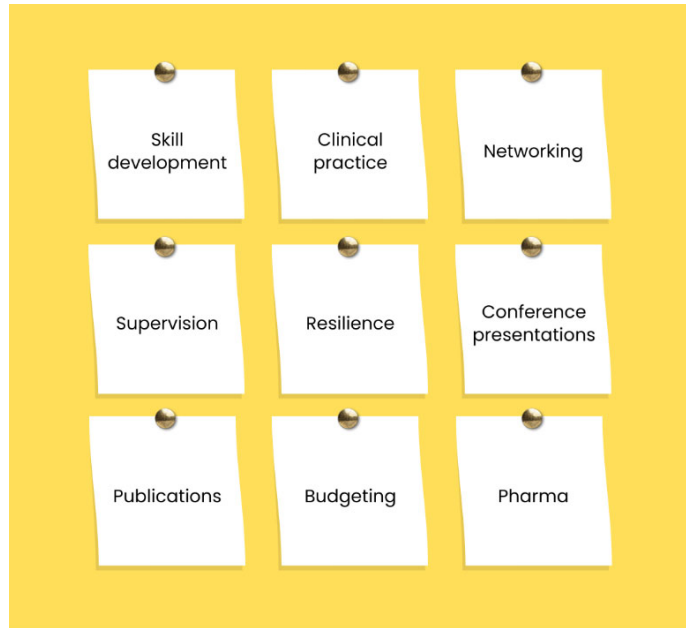 Skill
development
Clinical
practice
Networking
Supervision
Resilience
Conference
presentations
Publications
Budgeting
Pharma